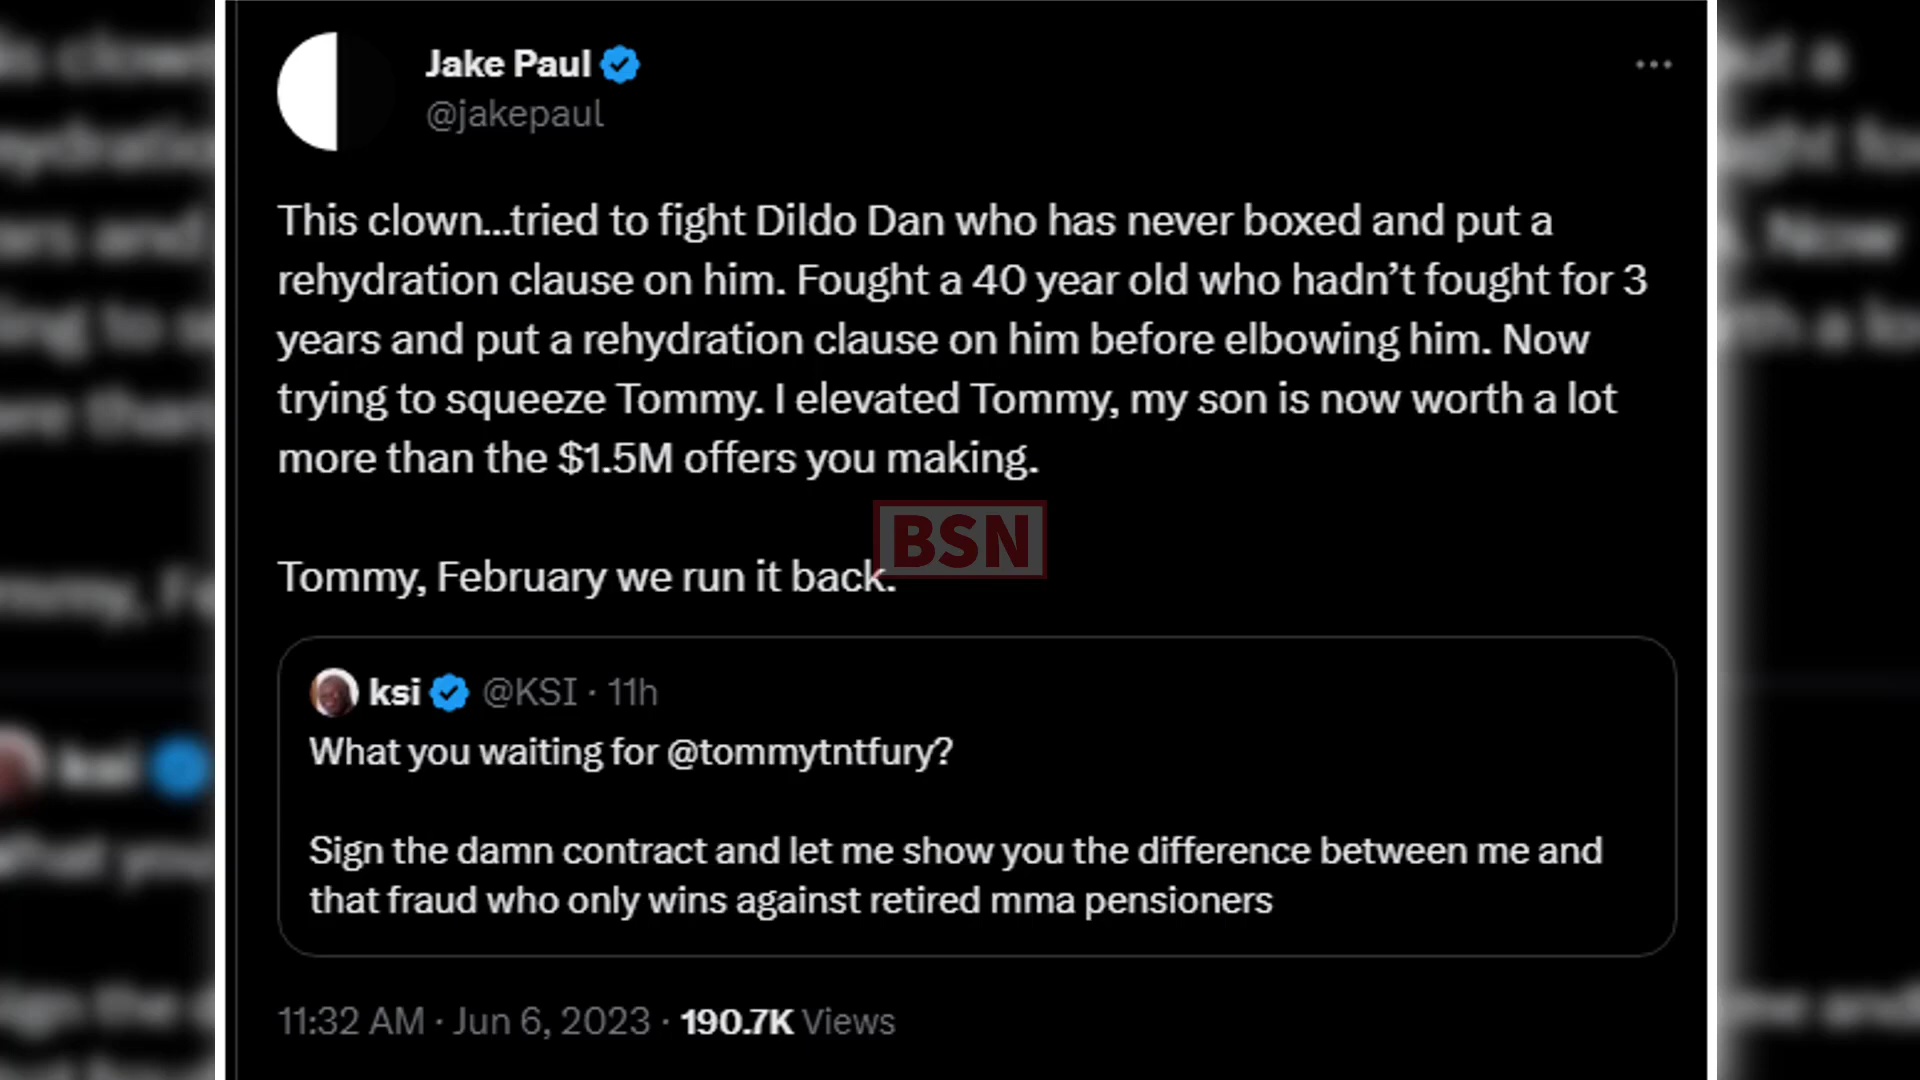 Jake Paul
@jakepaul
This clown...tried to fight Dildo Dan who has never boxed and put a
rehydration clause on him. Fought a 40 year old who hadn’t fought for 3
years and put a rehydration clause on him before elbowing him. Now
trying to squeeze Tommy. I elevated Tommy, my son is now worth a lot
more than the $1.5M offers you making.
BSN
Tommy, February we run it back.
ksi @KSI · 11h
What you waiting for @tommytntfury?
Sign the damn contract and let me show you the difference between me and
that fraud who only wins against retired mma pensioners
11:32 AM · Jun 6, 2023 · 190.7K Views